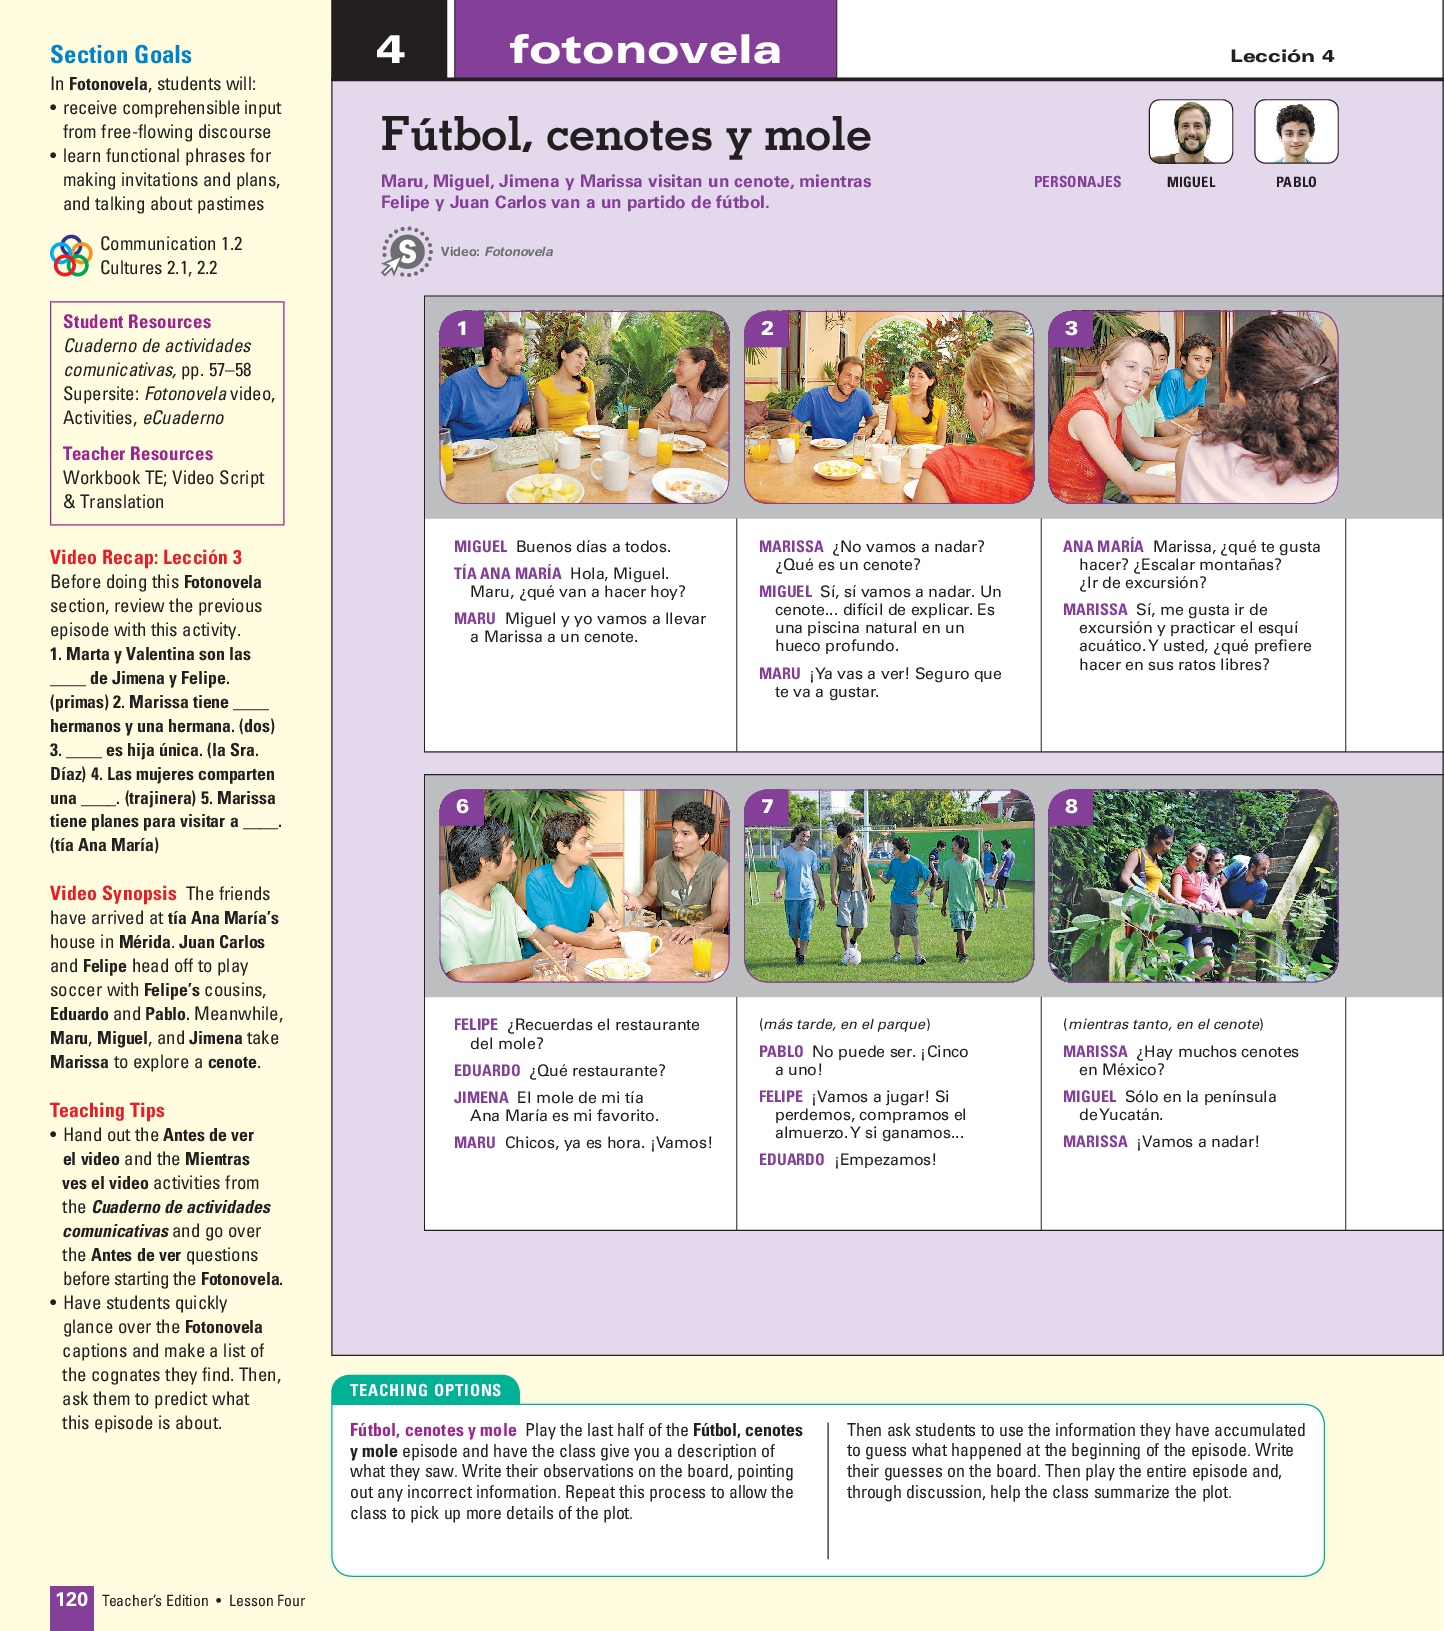 Section Goals
In Fotonovela, students will:
• receive comprehensible input
from free-flowing discourse
• learn functional phrases for
making invitations and plans,
and talking about pastimes
Communication 1.2
Cultures 2.1, 2.2
Student Resources
Cuaderno de actividades
comunicativas, pp. 57–58
Supersite: Fotonovela video,
Activities, eCuaderno
Teacher Resources
Workbook TE; Video Script
& Translation
Video Recap: Lección 3
Before doing this Fotonovela
section, review the previous
episode with this activity.
1. Marta y Valentina son las
____ de Jimena y Felipe.
(primas) 2. Marissa tiene ____
hermanos y una hermana. (dos)
3. ____ es hija única. (la Sra.
Díaz) 4. Las mujeres comparten
una ____. (trajinera) 5. Marissa
tiene planes para visitar a ____.
(tía Ana María)
Video Synopsis The friends
have arrived at tía Ana María’s
house in Mérida. Juan Carlos
and Felipe head off to play
soccer with Felipe’s cousins,
Eduardo and Pablo. Meanwhile,
Maru, Miguel, and Jimena take
Marissa to explore a cenote.
Teaching Tips
• Hand out the Antes de ver
el video and the Mientras
ves el video activities from
the Cuaderno de actividades
comunicativas and go over
the Antes de ver questions
before starting the Fotonovela.
• Have students quickly
glance over the Fotonovela
captions and make a list of
the cognates they find. Then,
ask them to predict what
this episode is about.
4
fotonovela
Lección 4
Fútbol, cenotes y mole
Maru, Miguel, Jimena y Marissa visitan un cenote, mientras
Felipe y Juan Carlos van a un partido de fútbol.
PERSONAJES
MIGUEL
PABLO
S
Video: Fotonovela
1
MIGUEL Buenos días a todos.
TÍA ANA MARÍA Hola, Miguel.
Maru, ¿qué van a hacer hoy?
MARU Miguel y yo vamos a llevar
a Marissa a un cenote.
2
MARISSA ¿No vamos a nadar?
¿Qué es un cenote?
MIGUEL Sí, sí vamos a nadar. Un
cenote... difícil de explicar. Es
una piscina natural en un
hueco profundo.
MARU ¡Ya vas a ver! Seguro que
te va a gustar.
3
ANA MARÍA Marissa, ¿qué te gusta
hacer? ¿Escalar montañas?
¿Ir de excursión?
MARISSA Sí, me gusta ir de
excursión y practicar el esquí
acuático. Y usted, ¿qué prefiere
hacer en sus ratos libres?
6
FELIPE ¿Recuerdas el restaurante
del mole?
EDUARDO ¿Qué restaurante?
JIMENA El mole de mi tía
Ana María es mi favorito.
MARU Chicos, ya es hora. ¡Vamos!
7
(más tarde, en el parque)
PABLO No puede ser. ¡Cinco
a uno!
FELIPE ¡Vamos a jugar! Si
perdemos, compramos el
almuerzo. Y si ganamos...
EDUARDO ¡Empezamos!
8
(mientras tanto, en el cenote)
MARISSA ¿Hay muchos cenotes
en México?
MIGUEL Sólo en la península
de Yucatán.
MARISSA ¡Vamos a nadar!
TEACHING OPTIONS
Fútbol, cenotes y mole Play the last half of the Fútbol, cenotes
y mole episode and have the class give you a description of
what they saw. Write their observations on the board, pointing
out any incorrect information. Repeat this process to allow the
class to pick up more details of the plot.
Then ask students to use the information they have accumulated
to guess what happened at the beginning of the episode. Write
their guesses on the board. Then play the entire episode and,
through discussion, help the class summarize the plot.
120
Teacher’s Edition • Lesson Four